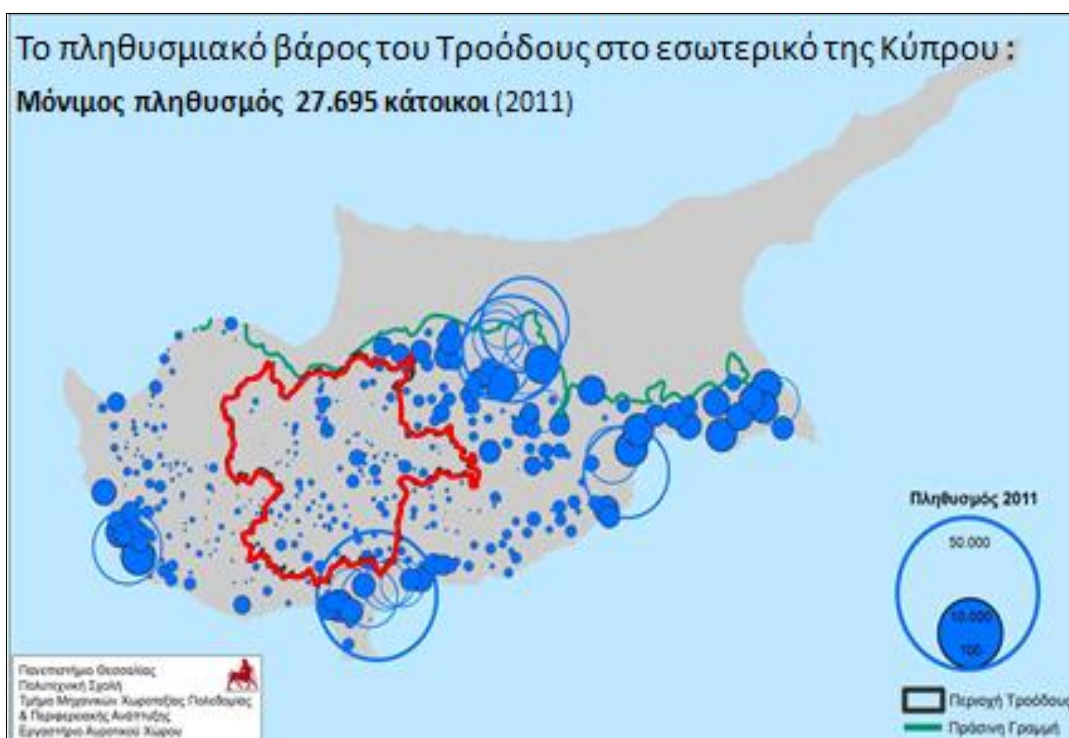 Το πληθυσμιακό βάρος του Τροόδους στο εσωτερικό της Κύπρου :
Μόνιμος πληθυσμός 27.695 κάτοικοι (2011)
Πληθυσμός 2011
50.000
10.000
100
Περιοχή Τροόδους
Πράσινη Γραμμή
Πανεπιστήμιο Θεσσαλίας
Πολυτεχνική Σχολή
Τμήμα Μηχανικών Χωροταξίας Πολεοδομίας
& Περιφερειακής Ανάπτυξης
Εργαστήριο Αγροτικού Χώρου